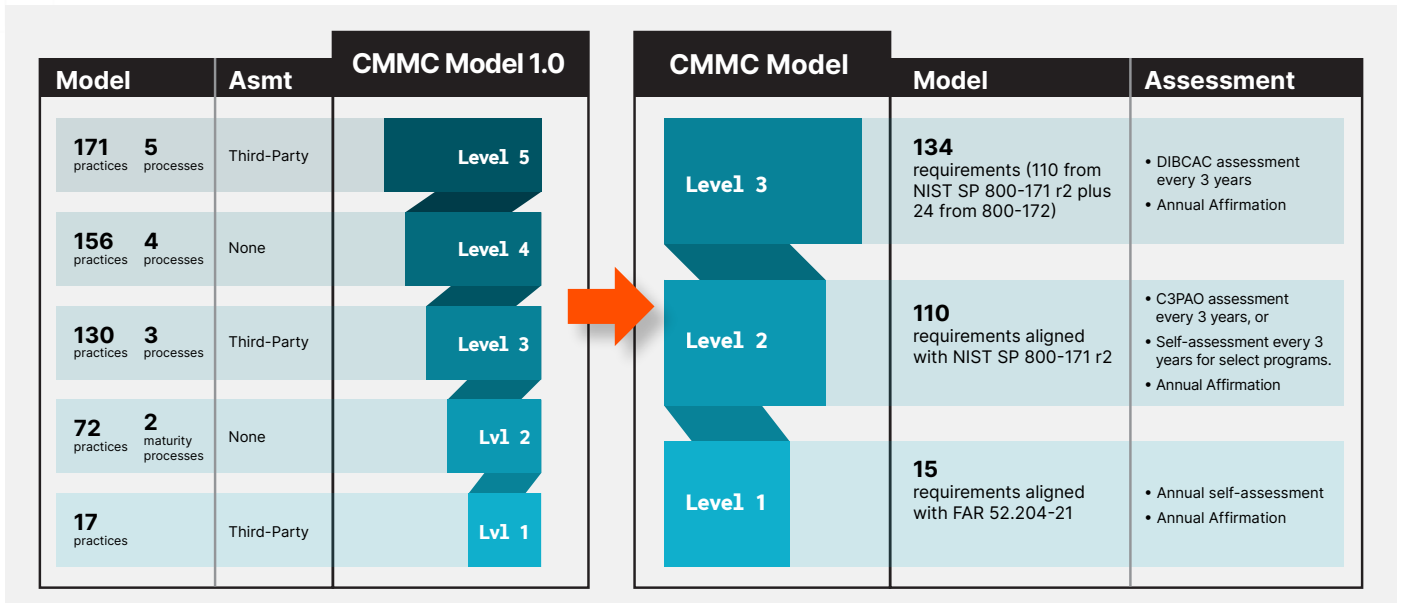 Model
Asmt
CMMC Model 1.0
171 5
practices processes
Third-Party
Level 5
156 4
practices processes
None
Level 4
130 3
practices processes
Third-Party
Level 3
72 2
practices maturity
processes
None
Lvl 2
17
practices
Third-Party
Lvl 1
CMMC Model
Model
Assessment
Level 3
134
requirements (110 from
NIST SP 800-171 r2 plus
24 from 800-172)
• DIBCAC assessment
every 3 years
• Annual Affirmation
Level 2
110
requirements aligned
with NIST SP 800-171 r2
• C3PAO assessment
every 3 years, or
• Self-assessment every 3
years for select programs.
• Annual Affirmation
Level 1
15
requirements aligned
with FAR 52.204-21
• Annual self-assessment
• Annual Affirmation